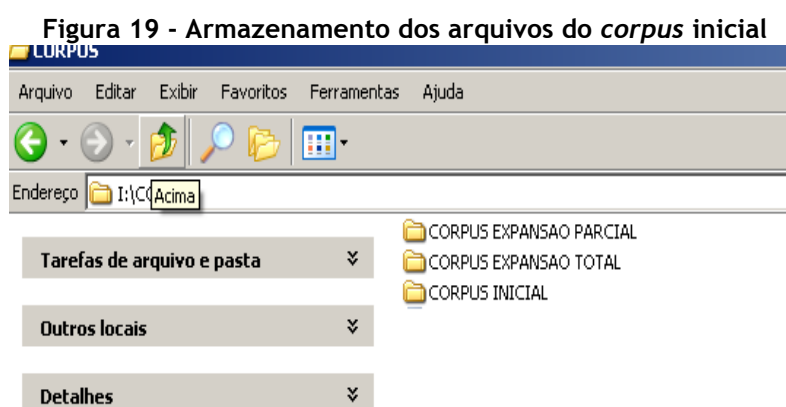 Figura 19 - Armazenamento dos arquivos do corpus inicial
CORPUS
Arquivo Editar Exibir Favoritos Ferramentas Ajuda
Endereço I:\CO Acima
CORPUS EXPANSAO PARCIAL
CORPUS EXPANSAO TOTAL
CORPUS INICIAL
Tarefas de arquivo e pasta
Outros locais
Detalhes